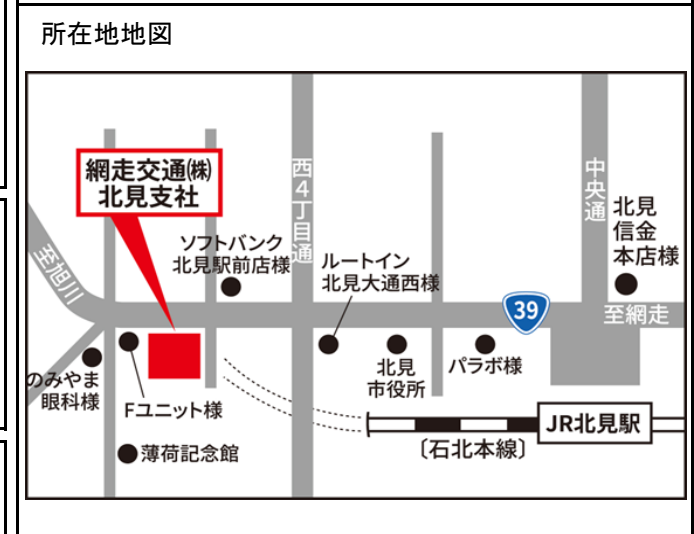 所在地地図
網走交通㈱
北見支社
西4丁目通
中央通
北見
信金
本店様
ソフトバンク
北見駅前店様
ルートイン
北見大通西様
至旭川
39
至網走
のみやま
眼科様
Fユニット様
北見
市役所
パラボ様
JR北見駅
〔石北本線〕
薄荷記念館